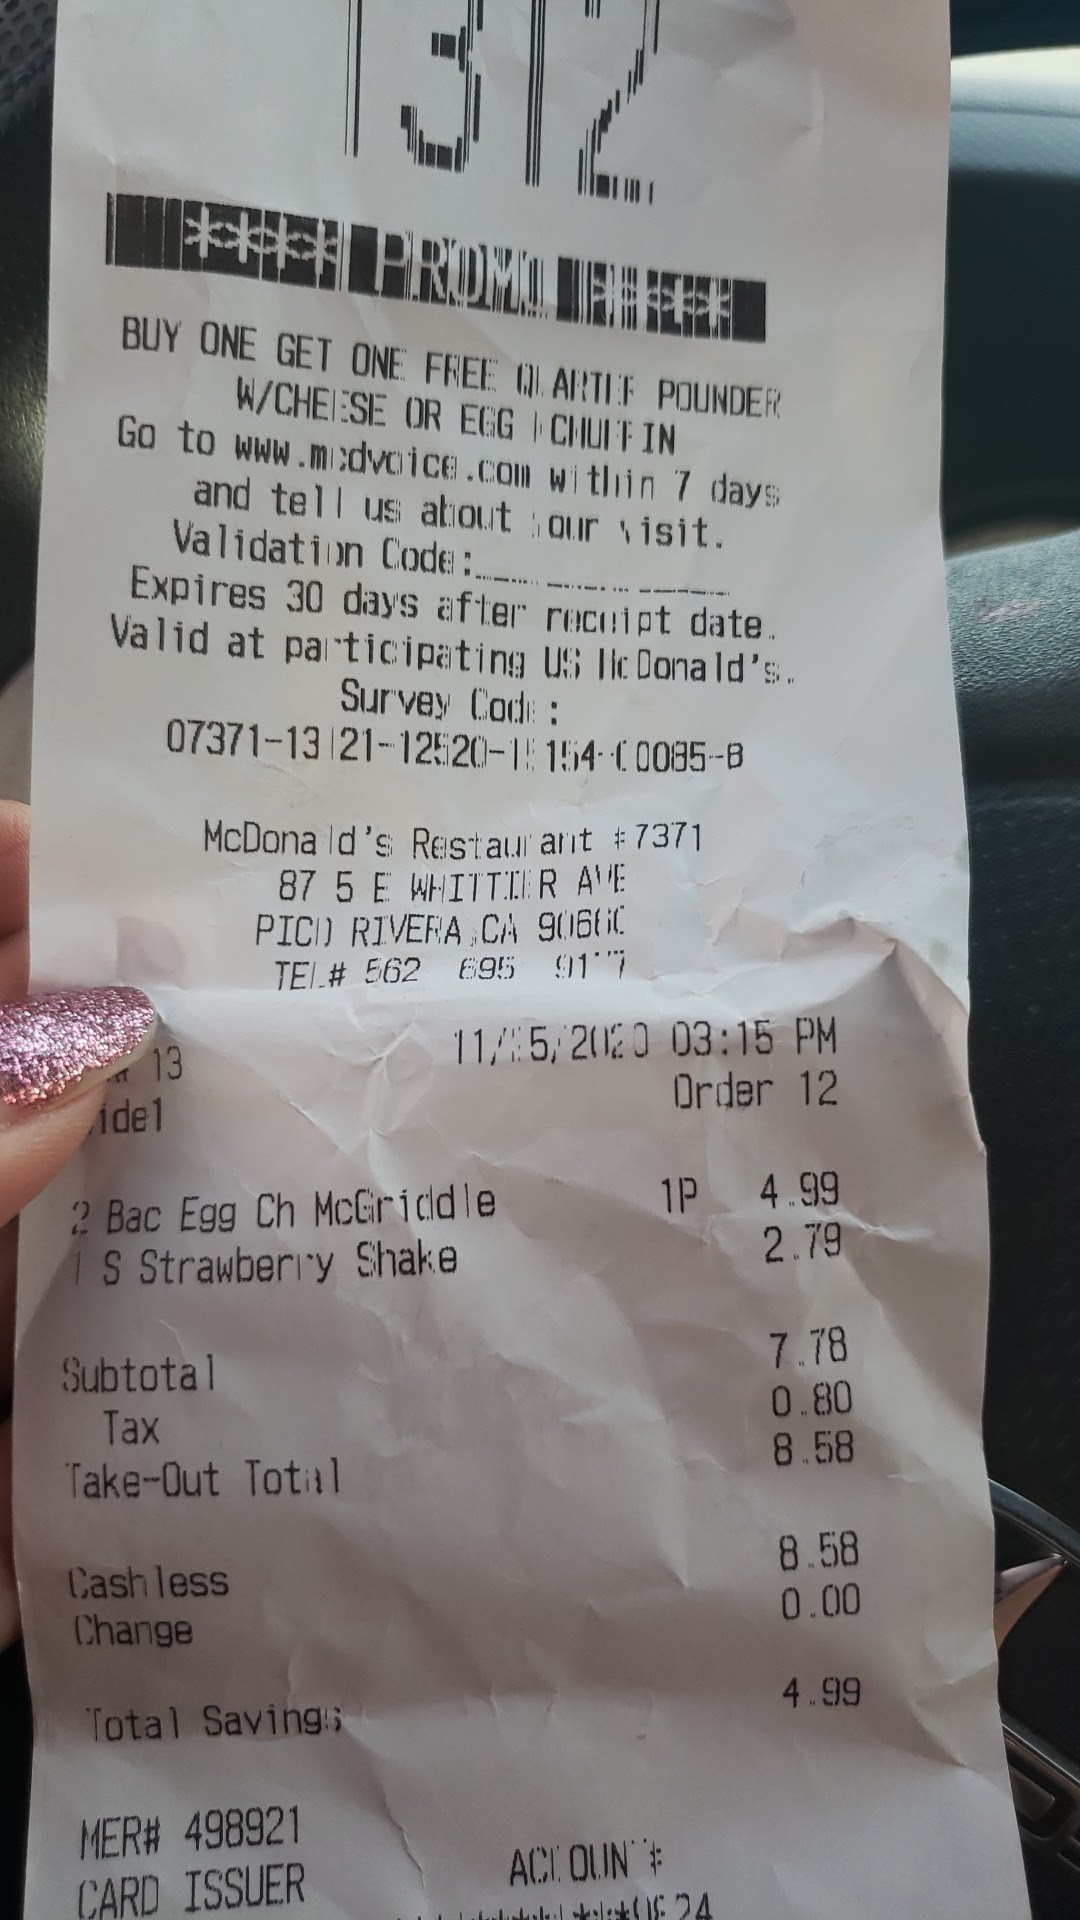 312
**** PROMO ****
BUY ONE GET ONE FREE QUARTER POUNDER
W/CHEESE OR EGG MCMUFFIN
Go to www.mcdvoice.com within 7 days
and tell us about your visit.
Validation Code:
Expires 30 days after receipt date.
Valid at participating US McDonald's.
Survey Code:
McDonald's Restaurant #7371
E WHITTIER AVE
PICO RIVERA,CA 90660
TEL# 562 695
03:15 PM
13
Order 12
2 Bac Egg Ch McGriddle 1P 4.99
1 S Strawberry Shake 2.79
Subtotal 7.78
Tax 0.80
Take-Out Total 8.58
Cashless 8.58
Change 0.00
Total Savings 4.99
MER# 498921
CARD ISSUER ACCOUNT#